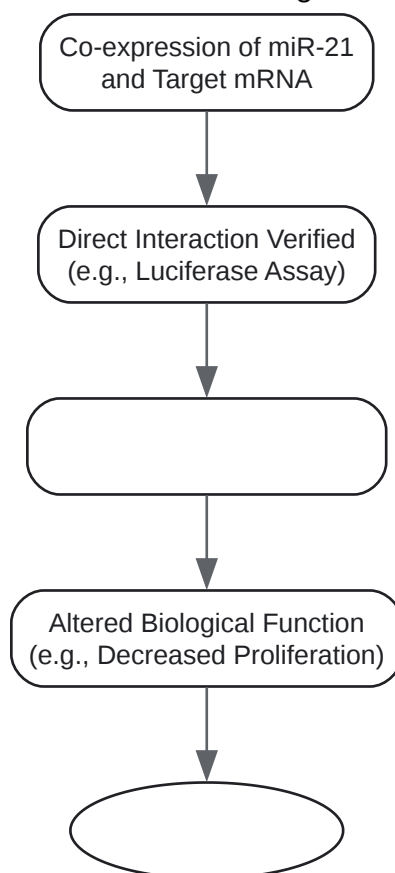 Co-expression of miR-21
and Target mRNA
Direct Interaction Verified
(e.g., Luciferase Assay)
Altered Biological Function
(e.g., Decreased Proliferation)